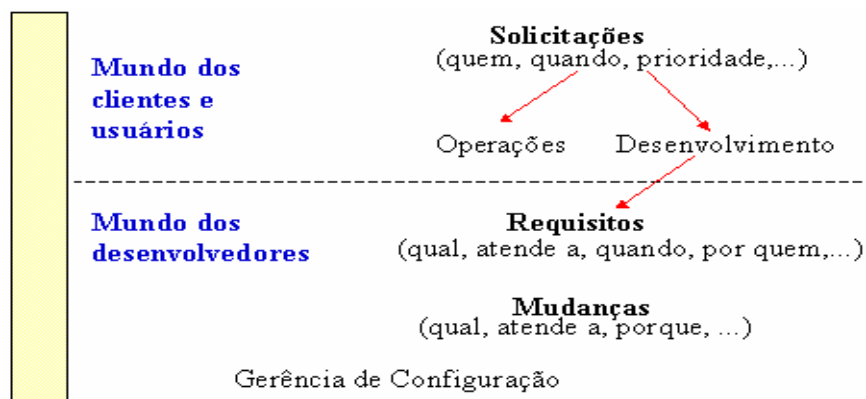 Solicitações
(quem, quando, prioridade,...)
Mundo dos
clientes e
usuários
Operações
Desenvolvimento
Mundo dos
desenvolvedores
Requisitos
(qual, atende a, quando, por quem,...)
Mudanças
(qual, atende a, porque, ...)
Gerência de Configuração